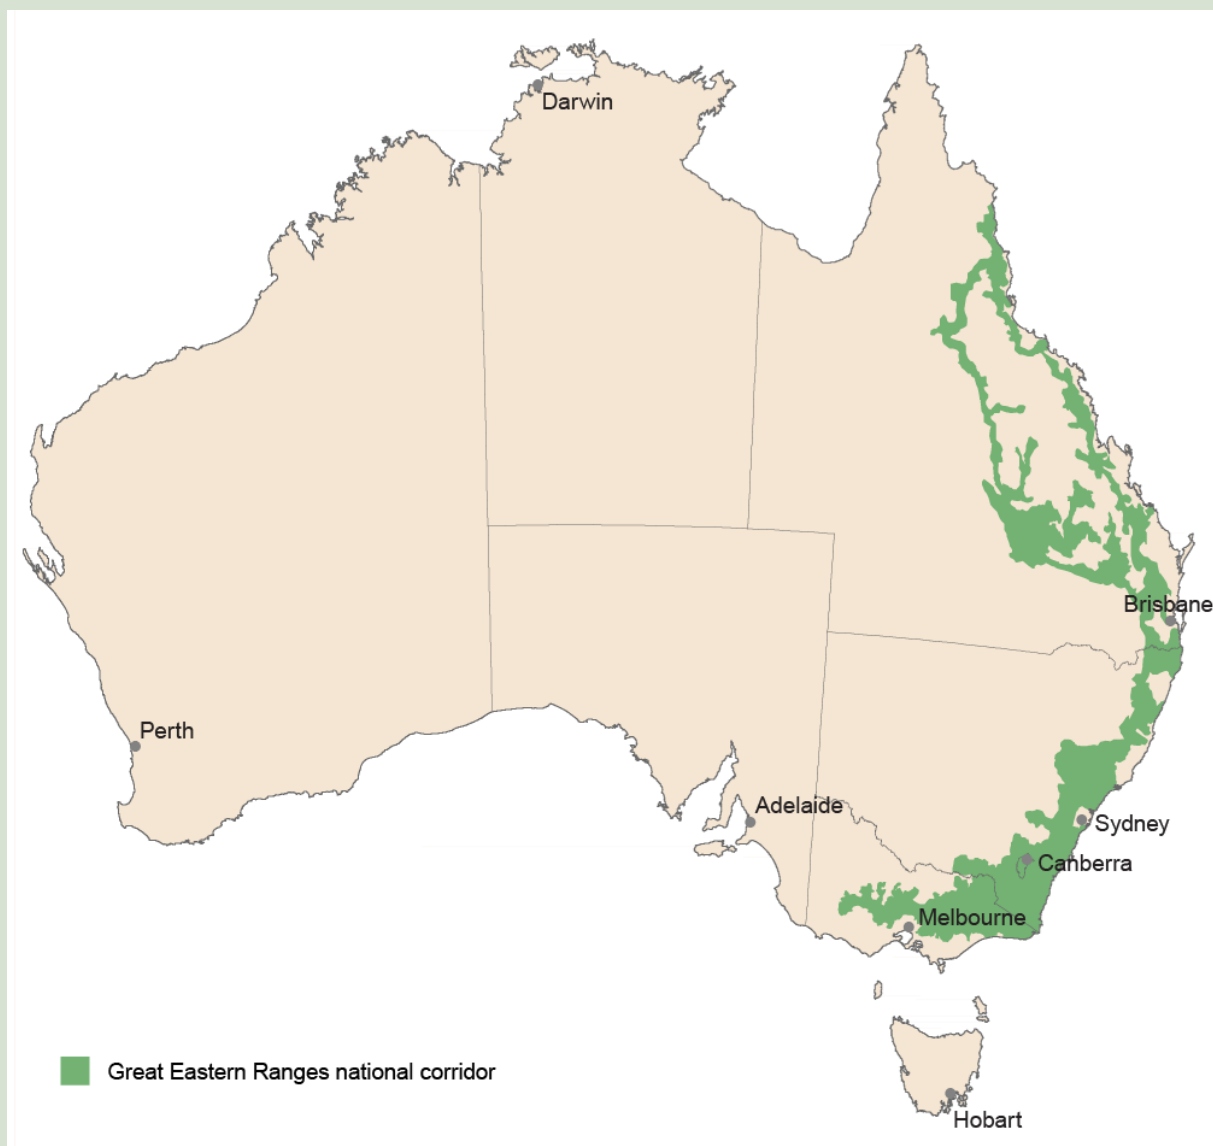 Darwin
Brisbane
Perth
Adelaide
Sydney
Canberra
Melbourne
Great Eastern Ranges national corridor
Hobart